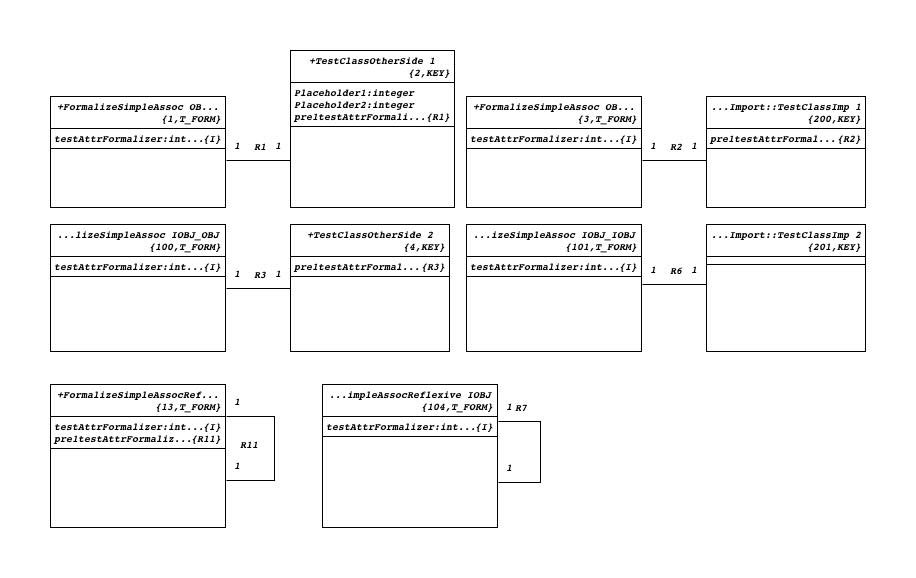 +TestClassOtherSide 1
{2,KEY}
Placeholder1:integer
Placeholder2:integer
preltestAttrFormali...{R1}
+FormalizeSimpleAssoc OB...
{1,T_FORM}
testAttrFormalizer:int...{I}
1 R1 1
+FormalizeSimpleAssoc OB...
{3,T_FORM}
testAttrFormalizer:int...{I}
1 R2 1
...Import::TestClassImp 1
{200,KEY}
preltestAttrFormal...{R2}
...lizeSimpleAssoc IOBJ_OBJ
{100,T_FORM}
testAttrFormalizer:int...{I}
1 R3 1
+TestClassOtherSide 2
{4,KEY}
preltestAttrFormal...{R3}
...izeSimpleAssoc IOBJ_IOBJ
{101,T_FORM}
testAttrFormalizer:int...{I}
1 R6 1
...Import::TestClassImp 2
{201,KEY}
+FormalizeSimpleAssocRef...
{13,T_FORM}
testAttrFormalizer:int...{I}
preltestAttrFormaliz...{R11}
1
R11
1
...impleAssocReflexive IOBJ
{104,T_FORM}
testAttrFormalizer:int...{I}
1 R7
1